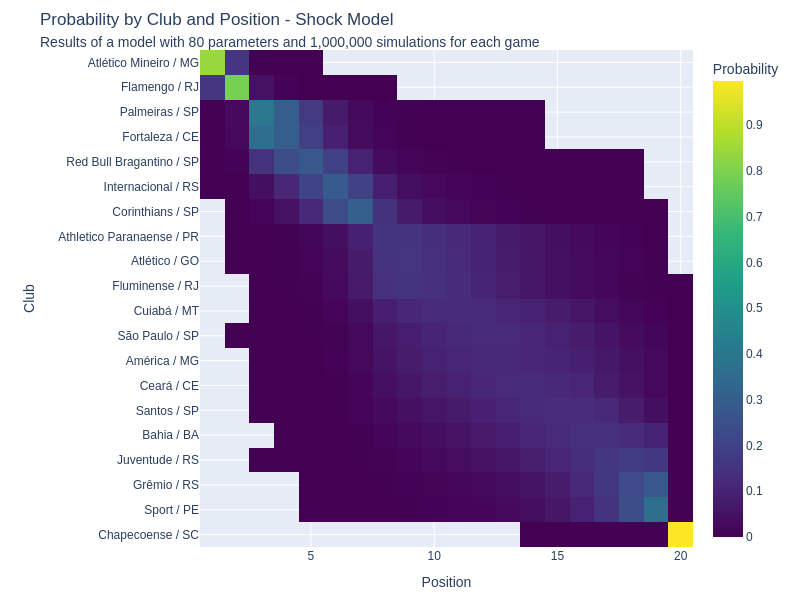 Probability by Club and Position - Shock Model
Results of a model with 80 parameters and 1,000,000 simulations for each game
Probability
Club
Atlético Mineiro / MG
Flamengo / RJ
Palmeiras / SP
Fortaleza / CE
Red Bull Bragantino / SP
Internacional / RS
Corinthians / SP
Athletico Paranaense / PR
Atlético / GO
Fluminense / RJ
Cuiabá / MT
São Paulo / SP
América / MG
Ceará / CE
Santos / SP
Bahia / BA
Juventude / RS
Grêmio / RS
Sport / PE
Chapecoense / SC
0.9
0.8
0.7
0.6
0.5
0.4
0.3
0.2
0.1
0
5 10 15 20
Position